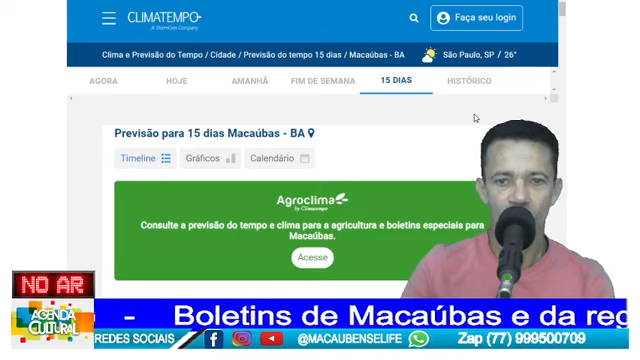 CLIMATEMPO
A StormGeo Company
Faça seu login
Clima e Previsão do Tempo / Cidade / Previsão do tempo 15 dias / Macaúbas - BA
São Paulo, SP / 26°
AGORA HOJE AMANHÃ FIM DE SEMANA 15 DIAS HISTÓRICO
Previsão para 15 dias Macaúbas - BA
Timeline Gráficos Calendário
Agroclima
by Climatempo
Consulte a previsão do tempo e clima para a agricultura e boletins especiais para
Macaúbas.
Acesse
NO AR
AGENDA
CULTURAL
- Boletins de Macaúbas e da reg
REDES SOCIAIS @MACAUBENSELIFE Zap (77) 999500709